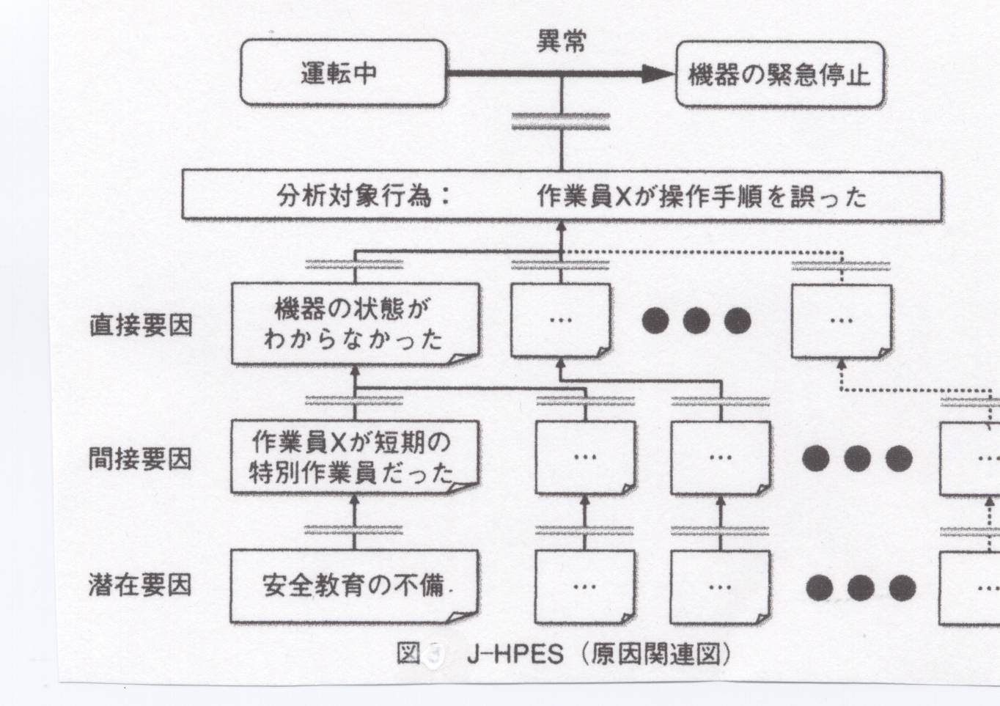 異常
運転中
機器の緊急停止
分析対象行為： 作業員Xが操作手順を誤った
直接要因
機器の状態が
わからなかった
…
…
間接要因
作業員Xが短期の
特別作業員だった
…
…
…
潜在要因
安全教育の不備
…
…
…
図 J-HPES（原因関連図）